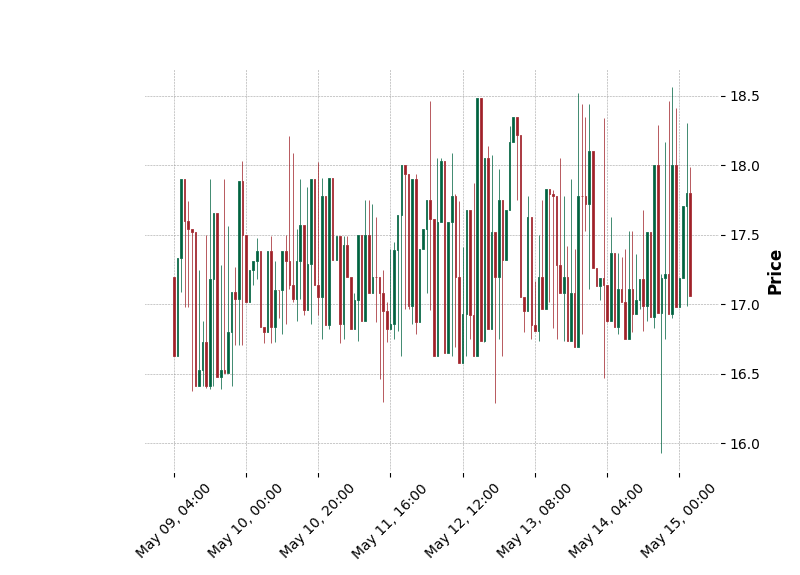 18.5
18.0
17.5
17.0
16.5
16.0
Price
May 09, 04:00
May 10, 00:00
May 10, 20:00
May 11, 16:00
May 12, 12:00
May 13, 08:00
May 14, 04:00
May 15, 00:00